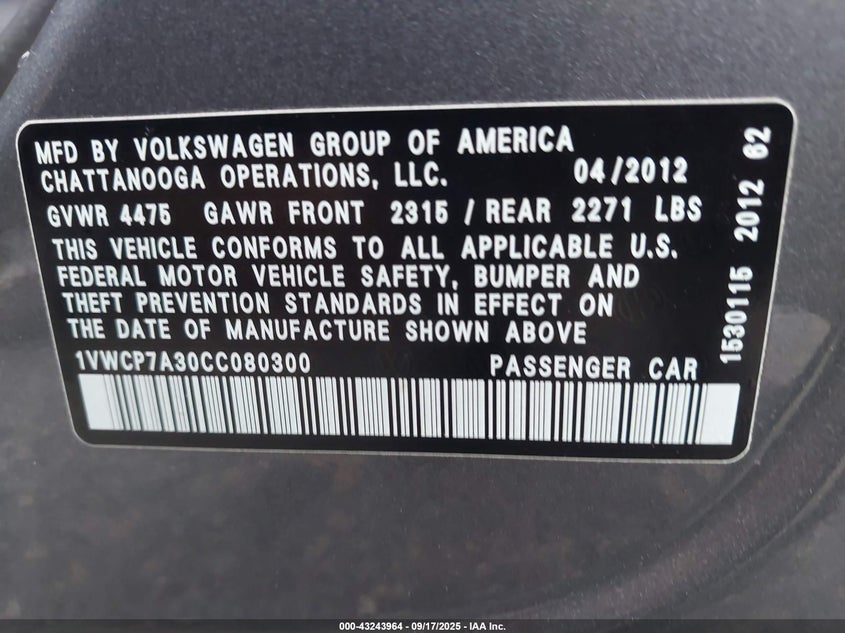 MFD BY VOLKSWAGEN GROUP OF AMERICA
CHATTANOOGA OPERATIONS, LLC. 04/2012
GVWR 4475 GAWR FRONT 2315 / REAR 2271 LBS
THIS VEHICLE CONFORMS TO ALL APPLICABLE U.S.
FEDERAL MOTOR VEHICLE SAFETY, BUMPER AND
THEFT PREVENTION STANDARDS IN EFFECT ON
THE DATE OF MANUFACTURE SHOWN ABOVE
1VWCP7A30CC080300 PASSENGER CAR
1530115 2012 62
000-43243964 - 09/17/2025 - IAA Inc.